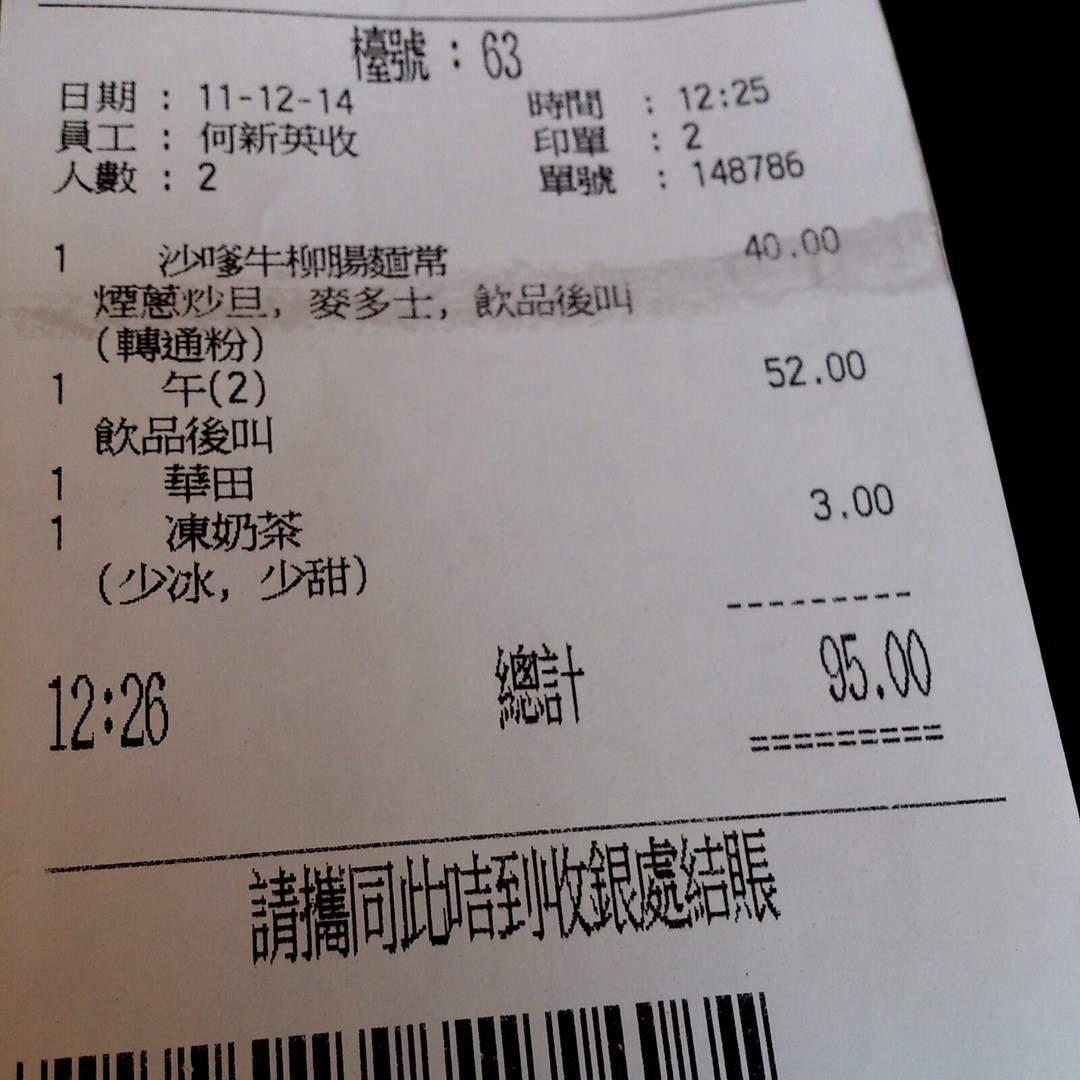 檯號：63
日期：11-12-14 時間：12:25
員工：何新英收 印單：2
人數：2 單號：148786
1 沙嗲牛柳腸麵常 40.00
煙蔥炒旦, 麥多士, 飲品後叫
(轉通粉)
1 午(2) 52.00
飲品後叫
1 華田
1 凍奶茶 3.00
(少冰, 少甜)
12:26 總計 95.00
請攜同此咭到收銀處結賬